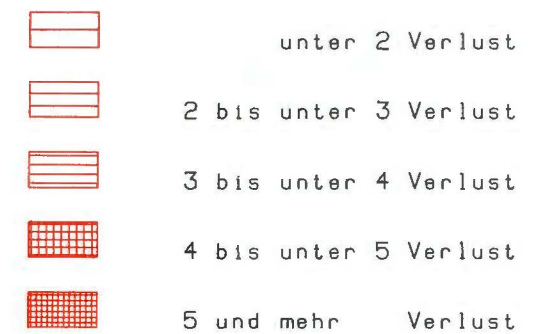 unter 2 Verlust
2 bis unter 3 Verlust
3 bis unter 4 Verlust
4 bis unter 5 Verlust
5 und mehr Verlust